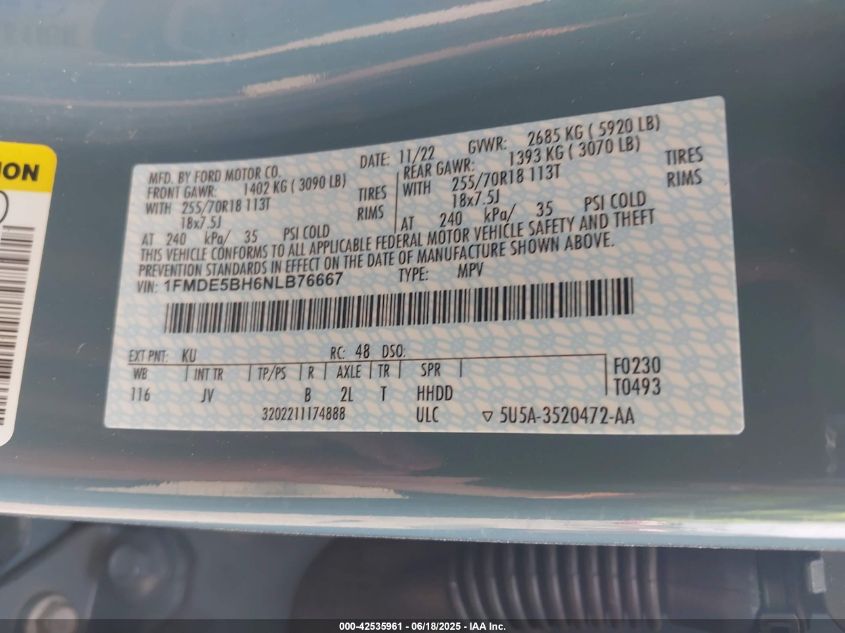 ION
MFD. BY FORD MOTOR CO.
DATE: 11/22 GVWR: 2685 KG ( 5920 LB)
FRONT GAWR: 1402 KG ( 3090 LB) REAR GAWR: 1393 KG ( 3070 LB)
WITH 255/70R18 113T TIRES WITH 255/70R18 113T TIRES
18x7.5J RIMS 18x7.5J RIMS
AT 240 kPa/ 35 PSI COLD AT 240 kPa/ 35 PSI COLD
THIS VEHICLE CONFORMS TO ALL APPLICABLE FEDERAL MOTOR VEHICLE SAFETY AND THEFT
PREVENTION STANDARDS IN EFFECT ON THE DATE OF MANUFACTURE SHOWN ABOVE.
VIN: 1FMDE5BH6NLB76667 TYPE: MPV
EXT PNT: KU RC: 48 DSO:
WB INT TR TP/PS R AXLE TR SPR F0230
116 JV B 2L T HHDD T0493
3202211174888 ULC ▽ 5U5A-3520472-AA
000-42535961 - 06/18/2025 - IAA Inc.